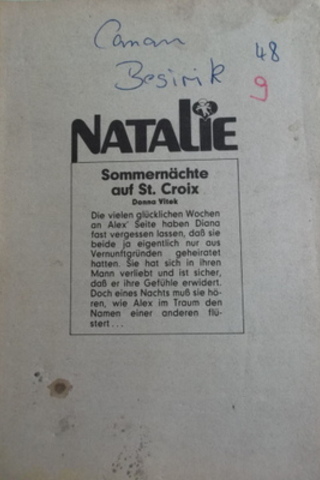 Canan 48
Besirik 9
NATALIE
Sommernächte
auf St. Croix
Donna Vitek
Die vielen glücklichen Wochen
an Alex' Seite haben Diana
fast vergessen lassen, daß sie
beide ja eigentlich nur aus
Vernunftgründen geheiratet
hatten. Sie hat sich in ihren
Mann verliebt und ist sicher,
daß er ihre Gefühle erwidert.
Doch eines Nachts muß sie hö-
ren, wie Alex im Traum den
Namen einer anderen flü-
stert...